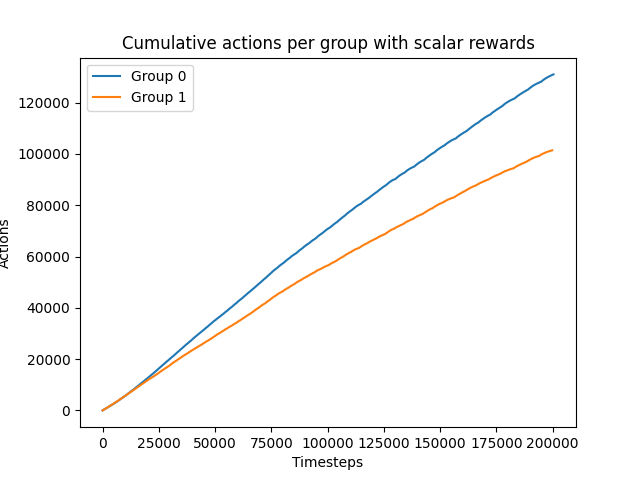 Cumulative actions per group with scalar rewards
Group 0
Group 1
120000
100000
80000
60000
40000
20000
0
Actions
0 25000 50000 75000 100000 125000 150000 175000 200000
Timesteps